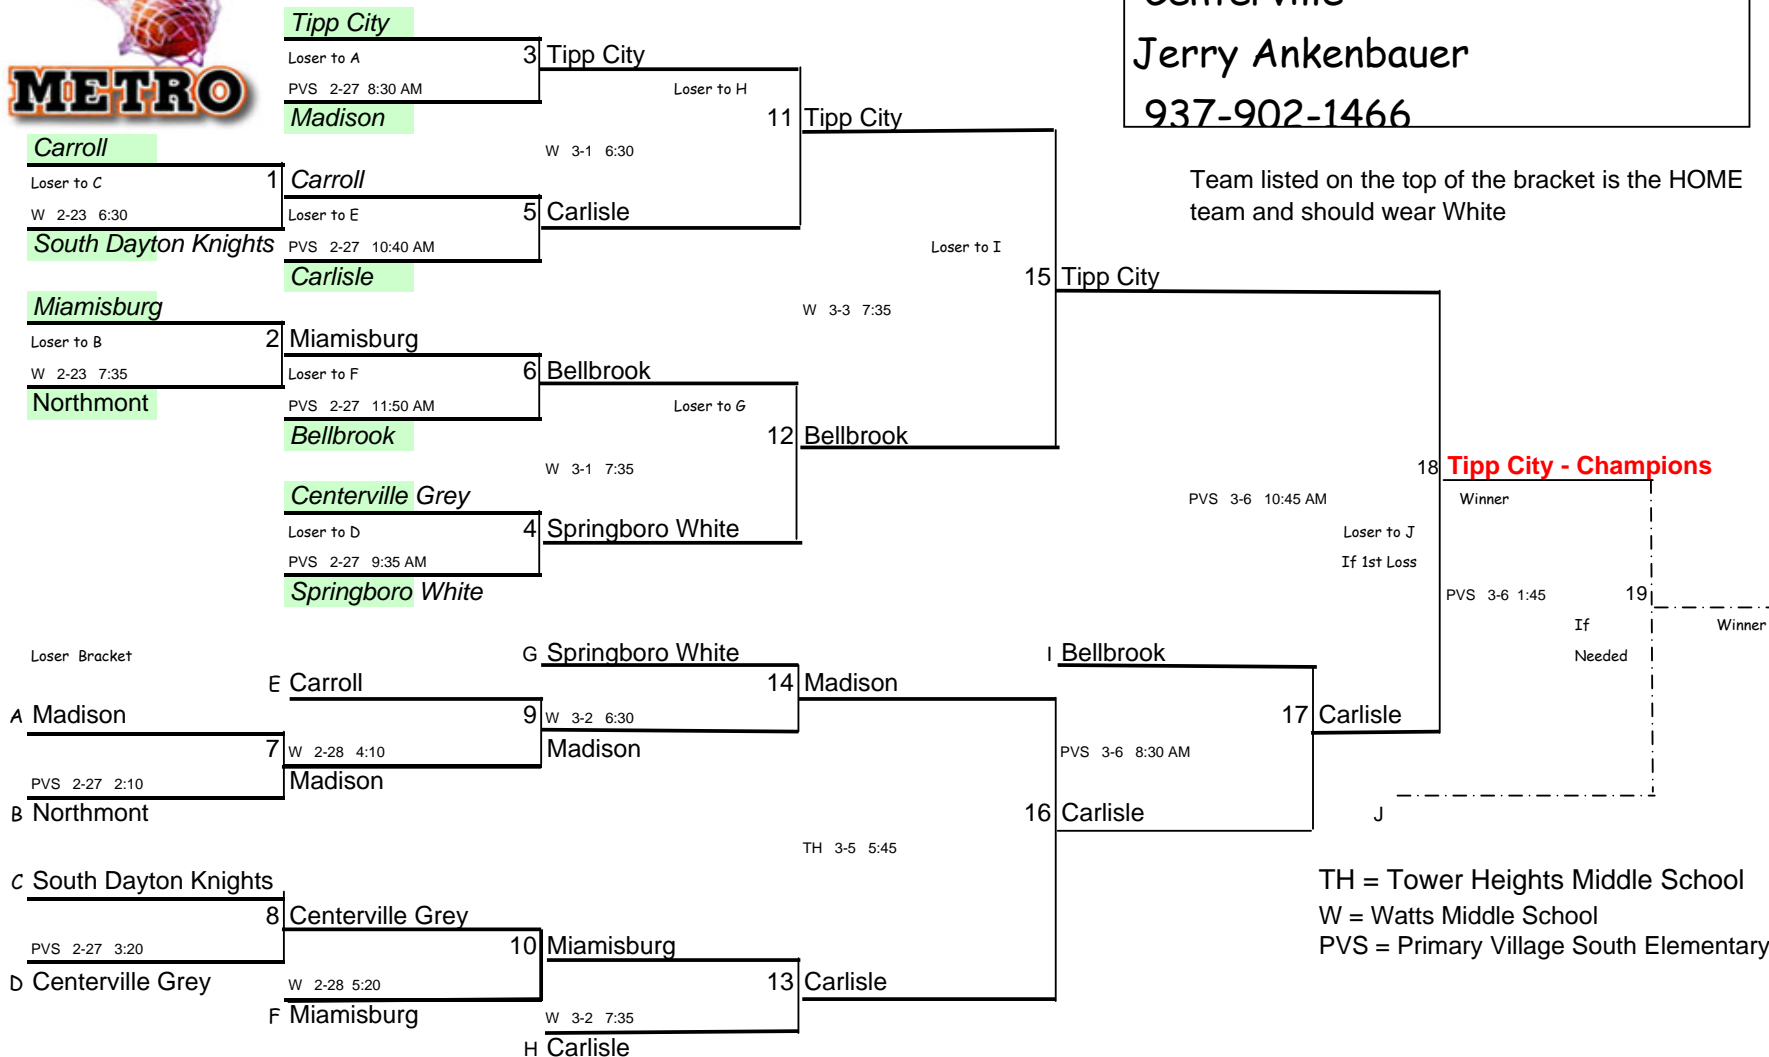 METRO
Centerville
Jerry Ankenbauer
937-902-1466
Team listed on the top of the bracket is the HOME
team and should wear White
Tipp City
Loser to A
3
PVS 2-27 8:30 AM
Madison
Tipp City
Loser to H
11
W 3-1 6:30
Tipp City
Carroll
Loser to C
1
W 2-23 6:30
South Dayton Knights
Carroll
Loser to E
5
PVS 2-27 10:40 AM
Carlisle
Carlisle
Loser to I
15
W 3-3 7:35
Tipp City
Miamisburg
Loser to B
2
W 2-23 7:35
Northmont
Miamisburg
Loser to F
6
PVS 2-27 11:50 AM
Bellbrook
Bellbrook
Loser to G
12
W 3-1 7:35
Bellbrook
Centerville Grey
Loser to D
4
PVS 2-27 9:35 AM
Springboro White
Springboro White
18
Tipp City - Champions
PVS 3-6 10:45 AM
Winner
Loser to J
If 1st Loss
PVS 3-6 1:45
19
If
Needed
Winner
Loser Bracket
G Springboro White
14
Madison
I Bellbrook
E Carroll
9
W 3-2 6:30
Madison
A Madison
7
W 2-28 4:10
Madison
PVS 2-27 2:10
B Northmont
17
Carlisle
PVS 3-6 8:30 AM
16
Carlisle
J
TH 3-5 5:45
C South Dayton Knights
8
Centerville Grey
PVS 2-27 3:20
D Centerville Grey
10
Miamisburg
W 2-28 5:20
F Miamisburg
13
Carlisle
W 3-2 7:35
H Carlisle
TH = Tower Heights Middle School
W = Watts Middle School
PVS = Primary Village South Elementary